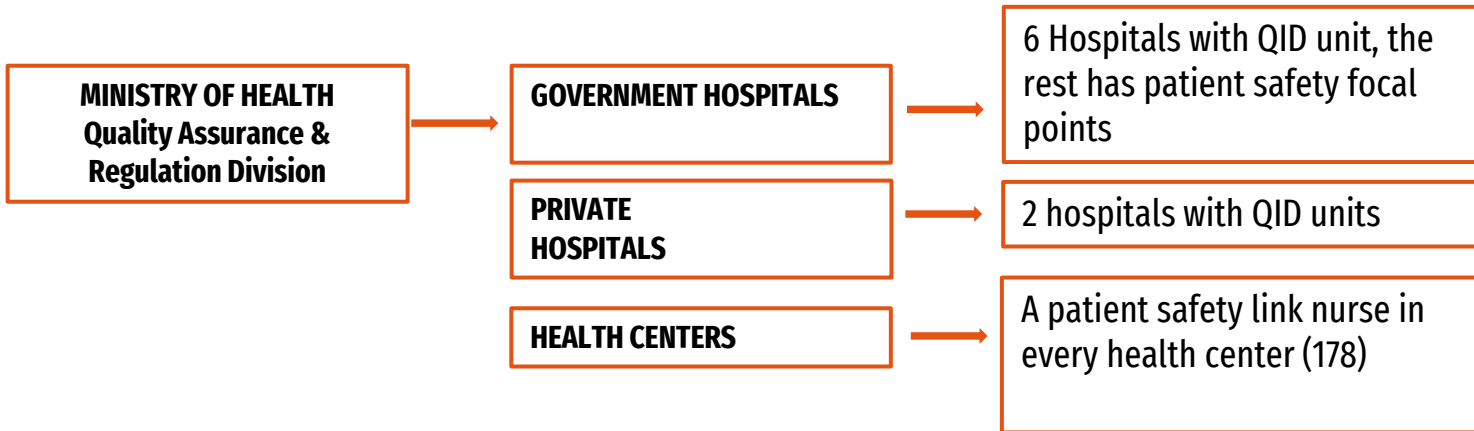 MINISTRY OF HEALTH
Quality Assurance &
Regulation Division
GOVERNMENT HOSPITALS
6 Hospitals with QID unit, the
rest has patient safety focal
points
PRIVATE
HOSPITALS
2 hospitals with QID units
HEALTH CENTERS
A patient safety link nurse in
every health center (178)